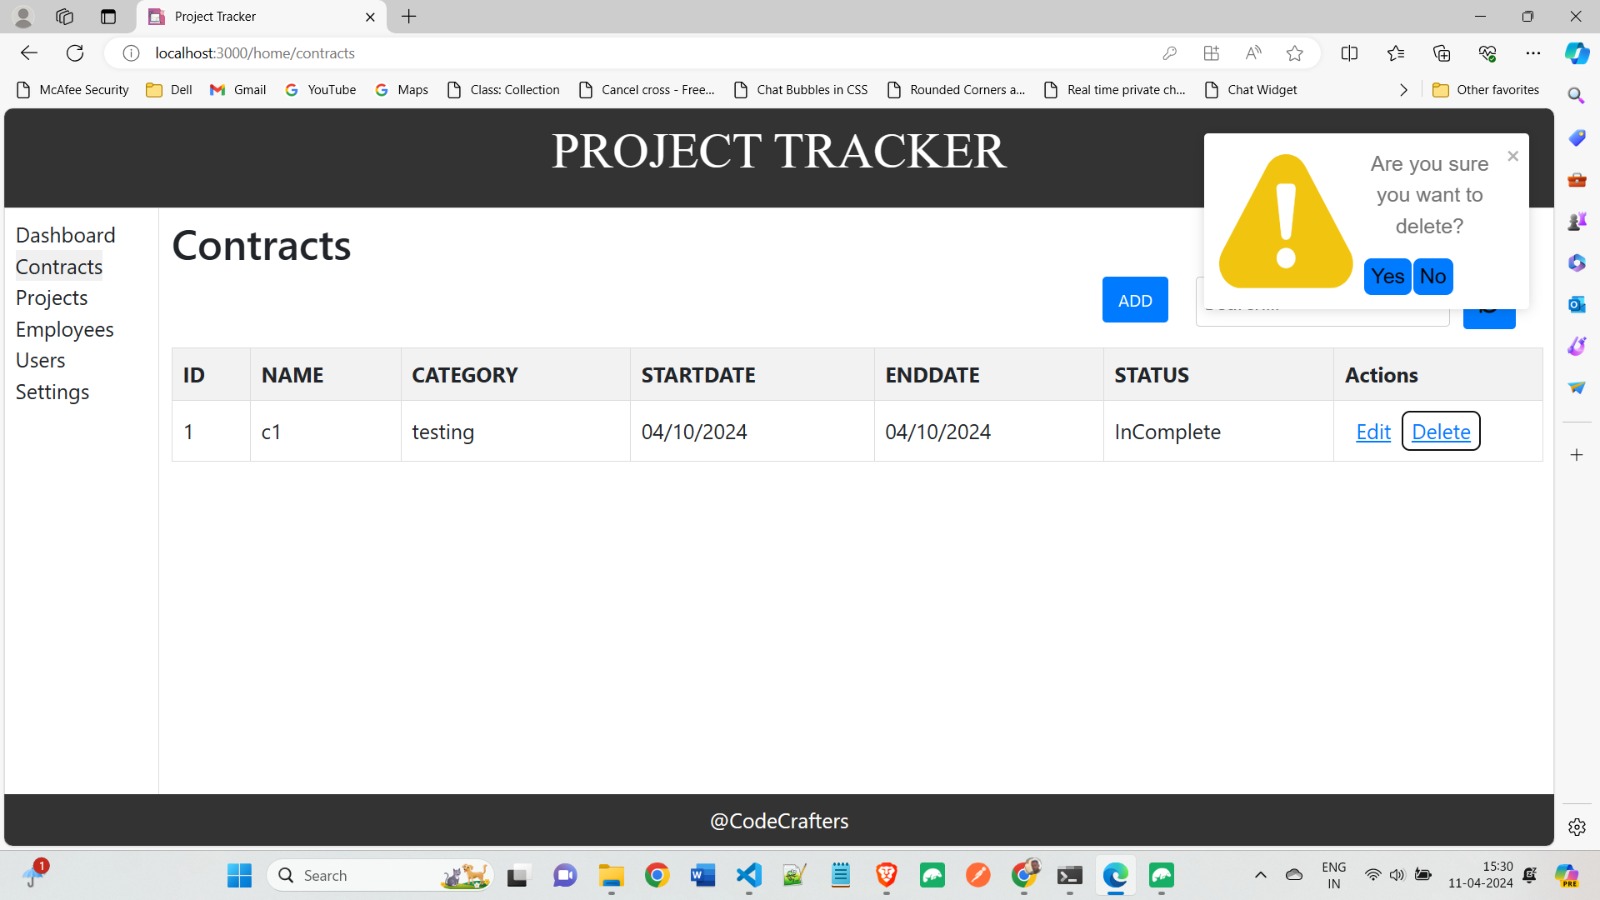 Project Tracker
localhost:3000/home/contracts
McAfee Security Dell Gmail YouTube Maps Class: Collection Cancel cross - Free... Chat Bubbles in CSS Rounded Corners a... Real time private ch... Chat Widget Other favorites
PROJECT TRACKER
Are you sure
you want to
delete?
Yes No
Dashboard
Contracts
Projects
Employees
Users
Settings
Contracts
ADD
ID NAME CATEGORY STARTDATE ENDDATE STATUS Actions
1 c1 testing 04/10/2024 04/10/2024 InComplete Edit Delete
@CodeCrafters
1
Search
ENG
IN
15:30
11-04-2024
PRE